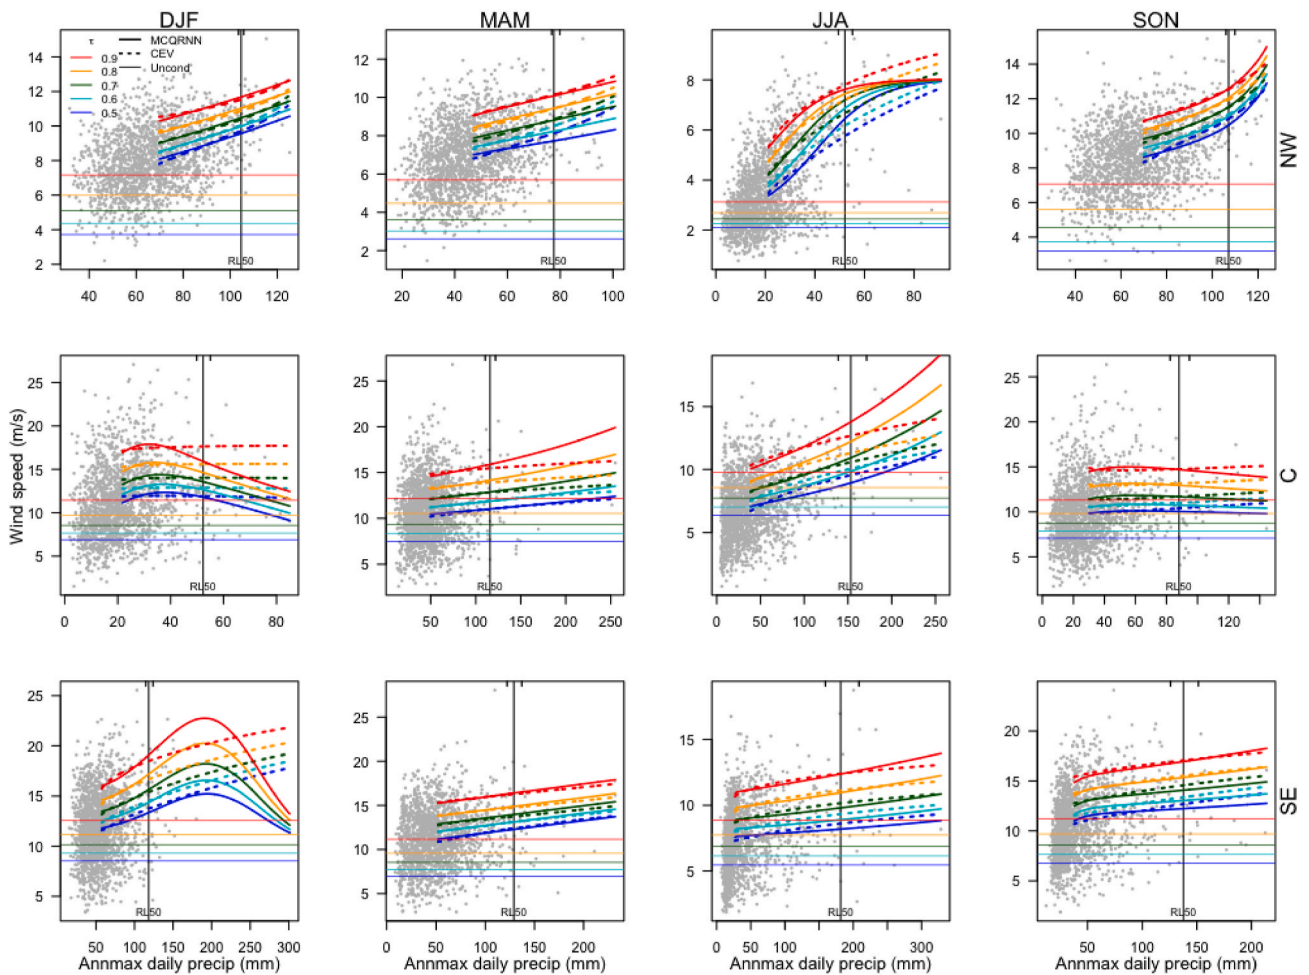 DJF MAM JJA SON
τ MCQRNN
CEV
0.9 Uncond
0.8
0.7
0.6
0.5
14
12
10
8
6
4
2
RL50
40 60 80 100 120
12
10
8
6
4
2
RL50
20 40 60 80 100
8
6
4
2
RL50
0 20 40 60 80
14
12
10
8
6
4
RL50
40 60 80 100 120
NW
Wind speed (m/s)
25
20
15
10
5
RL50
0 20 40 60 80
25
20
15
10
5
RL50
50 100 150 200 250
15
10
5
RL50
0 50 100 150 200 250
25
20
15
10
5
RL50
0 20 40 60 80 120
C
25
20
15
10
5
RL50
50 100 150 200 250 300
Annmax daily precip (mm)
25
20
15
10
5
RL50
50 100 150 200
Annmax daily precip (mm)
15
10
5
RL50
0 50 100 150 200 250 300
Annmax daily precip (mm)
20
15
10
5
RL50
50 100 150 200
Annmax daily precip (mm)
SE